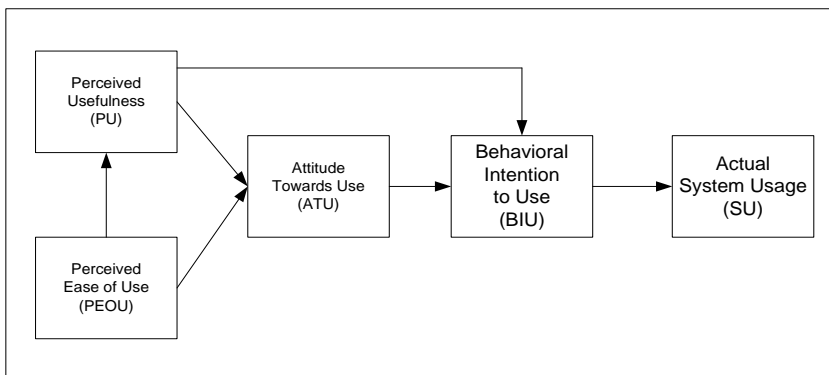 Perceived
Usefulness
(PU)
Perceived
Ease of Use
(PEOU)
Attitude
Towards Use
(ATU)
Behavioral
Intention
to Use
(BIU)
Actual
System Usage
(SU)